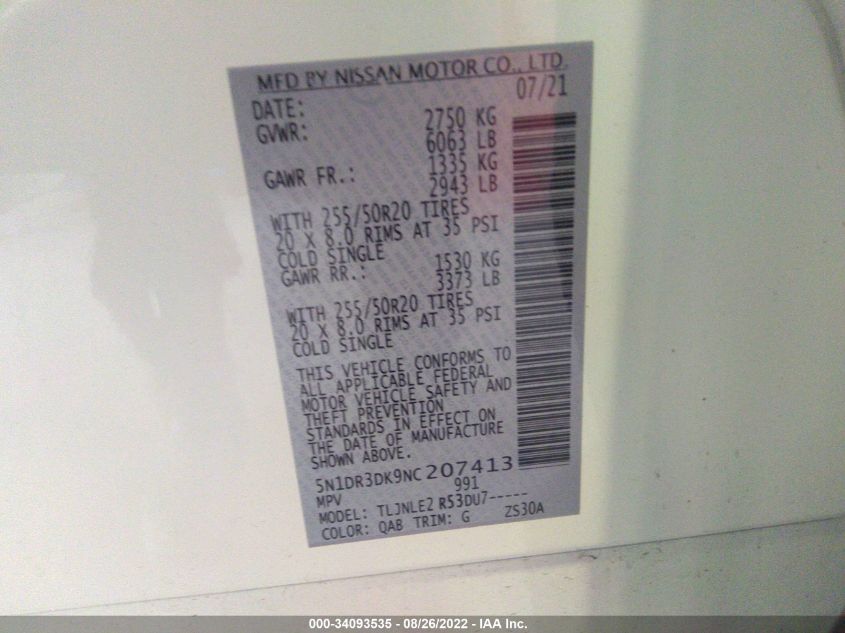 MFD BY NISSAN MOTOR CO., LTD.
DATE: 07/21
GVWR: 2750 KG
6063 LB
GAWR FR.: 1335 KG
2943 LB
WITH 255/50R20 TIRES
20 X 8.0 RIMS AT 35 PSI
COLD SINGLE
GAWR RR.: 1530 KG
3373 LB
WITH 255/50R20 TIRES
20 X 8.0 RIMS AT 35 PSI
COLD SINGLE
THIS VEHICLE CONFORMS TO
ALL APPLICABLE FEDERAL
MOTOR VEHICLE SAFETY AND
THEFT PREVENTION
STANDARDS IN EFFECT ON
THE DATE OF MANUFACTURE
SHOWN ABOVE.
5N1DR3DK9NC207413
MPV 991
MODEL: TLJNLE2 R53DU7-----
COLOR: QAB TRIM: G ZS30A
000-34093535 - 08/26/2022 - IAA Inc.